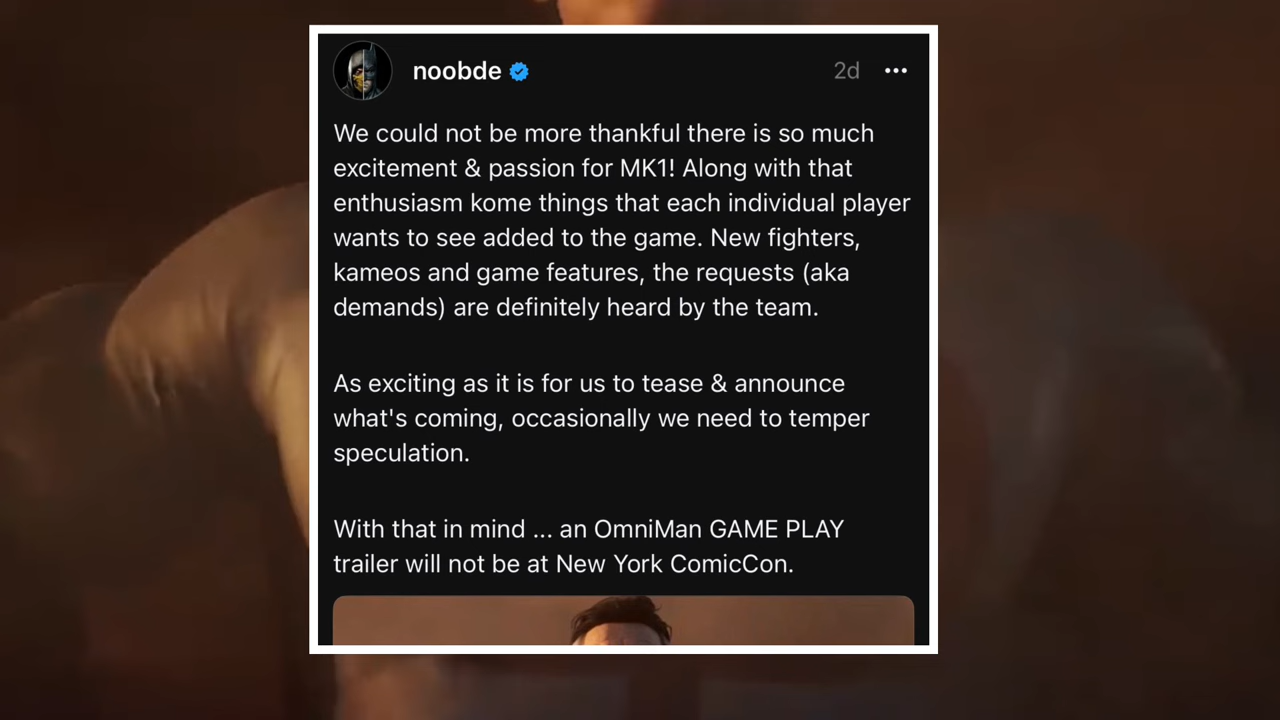 noobde
2d
We could not be more thankful there is so much
excitement & passion for MK1! Along with that
enthusiasm kome things that each individual player
wants to see added to the game. New fighters,
kameos and game features, the requests (aka
demands) are definitely heard by the team.
As exciting as it is for us to tease & announce
what's coming, occasionally we need to temper
speculation.
With that in mind ... an OmniMan GAME PLAY
trailer will not be at New York ComicCon.